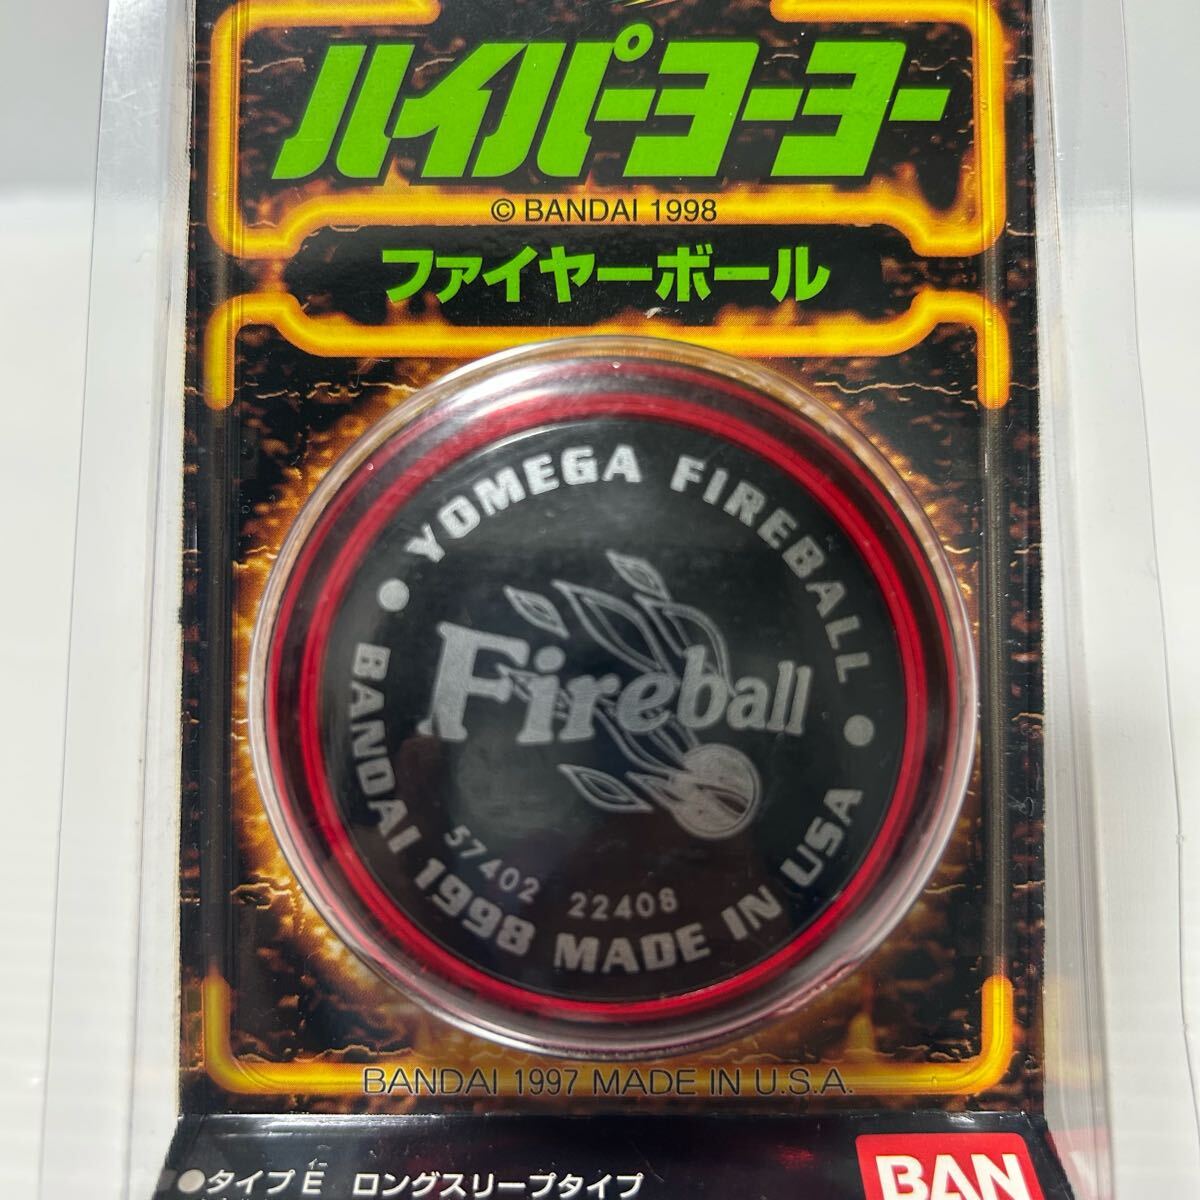 ハイパーヨーヨー
© BANDAI 1998
ファイヤーボール
YOMEGA FIREBALL
Fireball
57402 22408
BANDAI 1998 MADE IN USA
BANDAI 1997 MADE IN U.S.A.
●タイプE ロングスリープタイプ
イー
BAN